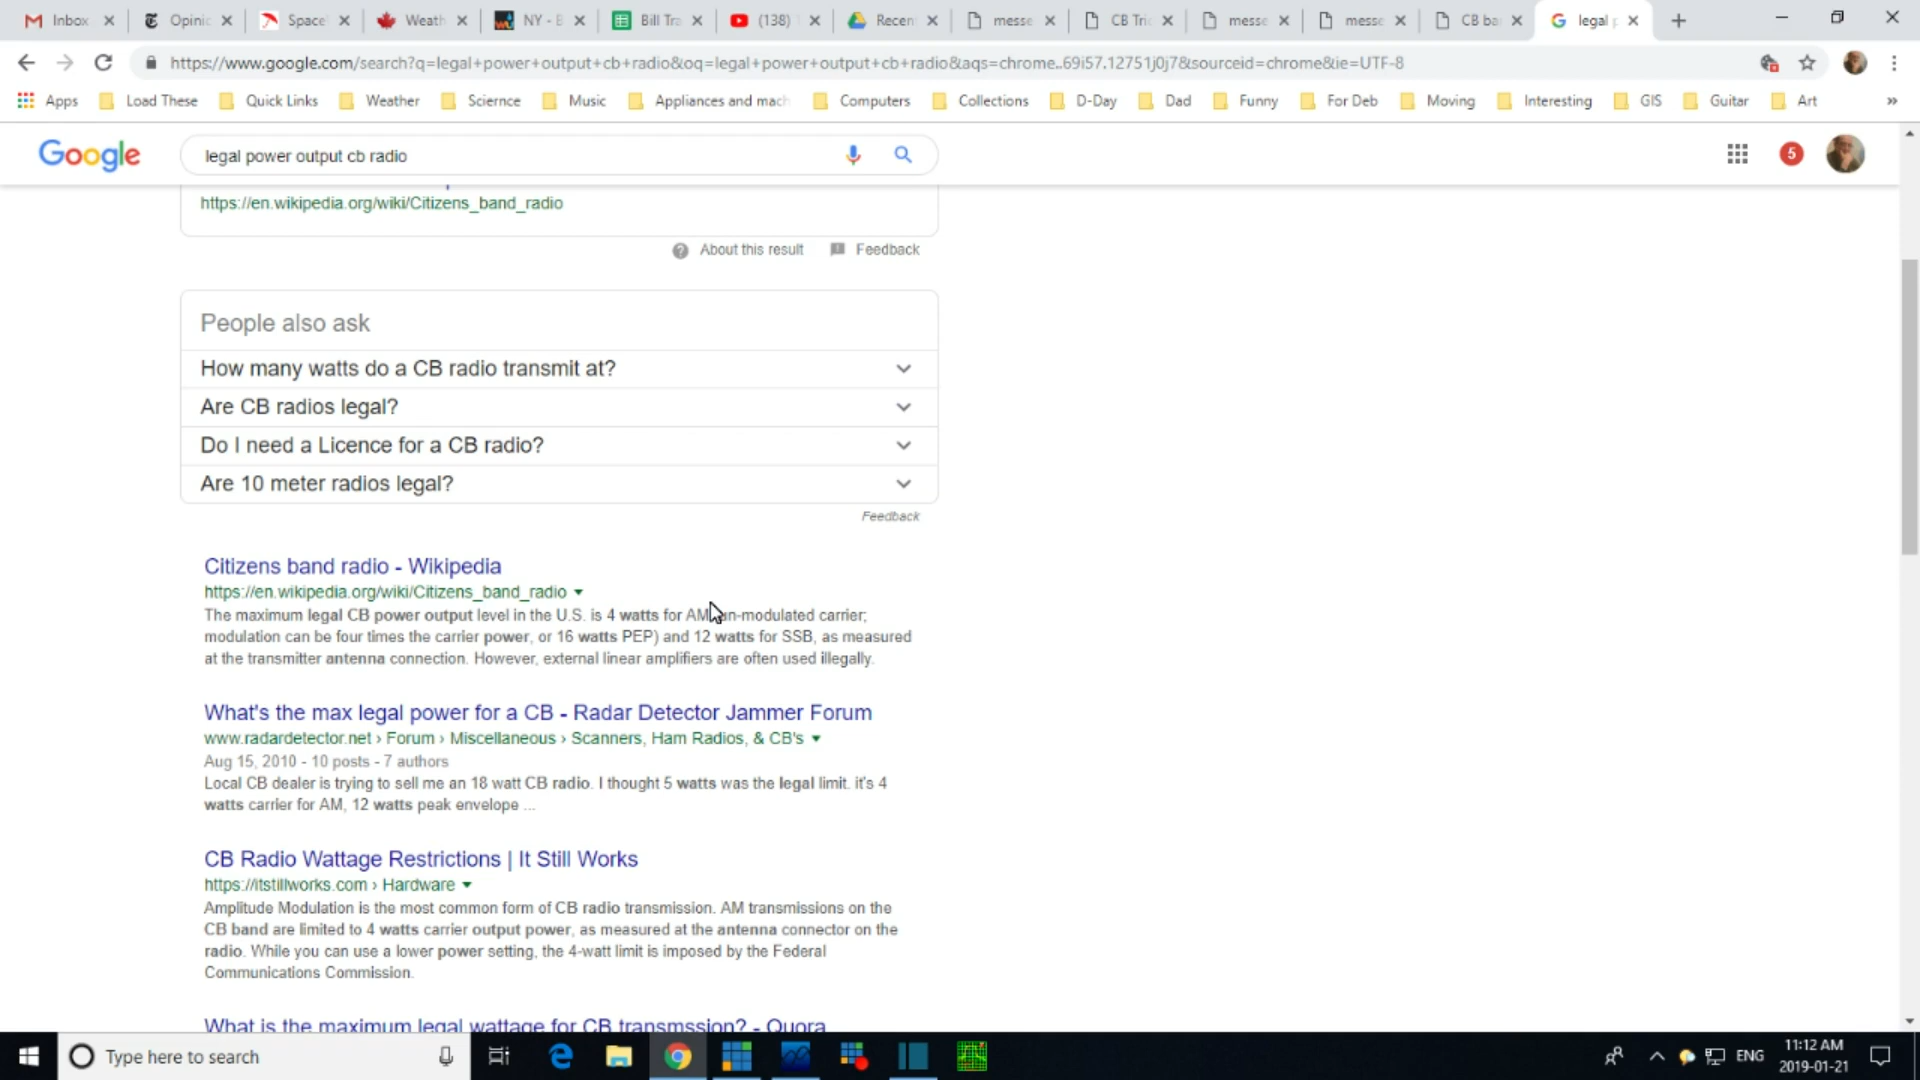 Inbox
Opinic
Space
Weath
NY - E
Bill Tra
(138)
Recen
messe
CB Tric
messe
messe
CB ba
legal p
https://www.google.com/search?q=legal+power+output+cb+radio&oq=legal+power+output+cb+radio&aqs=chrome..69i57.12751j0j7&sourceid=chrome&ie=UTF-8
Apps
Load These
Quick Links
Weather
Sciernce
Music
Appliances and mach
Computers
Collections
D-Day
Dad
Funny
For Deb
Moving
Interesting
GIS
Guitar
Art
»
Google
legal power output cb radio
5
https://en.wikipedia.org/wiki/Citizens_band_radio
About this result
Feedback
People also ask
How many watts do a CB radio transmit at?
Are CB radios legal?
Do I need a Licence for a CB radio?
Are 10 meter radios legal?
Feedback
Citizens band radio - Wikipedia
https://en.wikipedia.org/wiki/Citizens_band_radio
The maximum legal CB power output level in the U.S. is 4 watts for AM un-modulated carrier;
modulation can be four times the carrier power, or 16 watts PEP) and 12 watts for SSB, as measured
at the transmitter antenna connection. However, external linear amplifiers are often used illegally.
What's the max legal power for a CB - Radar Detector Jammer Forum
www.radardetector.net › Forum › Miscellaneous › Scanners, Ham Radios, & CB's
Aug 15, 2010 - 10 posts - 7 authors
Local CB dealer is trying to sell me an 18 watt CB radio. I thought 5 watts was the legal limit. it's 4
watts carrier for AM, 12 watts peak envelope ...
CB Radio Wattage Restrictions | It Still Works
https://itstillworks.com › Hardware
Amplitude Modulation is the most common form of CB radio transmission. AM transmissions on the
CB band are limited to 4 watts carrier output power, as measured at the antenna connector on the
radio. While you can use a lower power setting, the 4-watt limit is imposed by the Federal
Communications Commission.
What is the maximum legal wattage for CB transmssion? - Quora
Type here to search
ENG
11:12 AM
2019-01-21